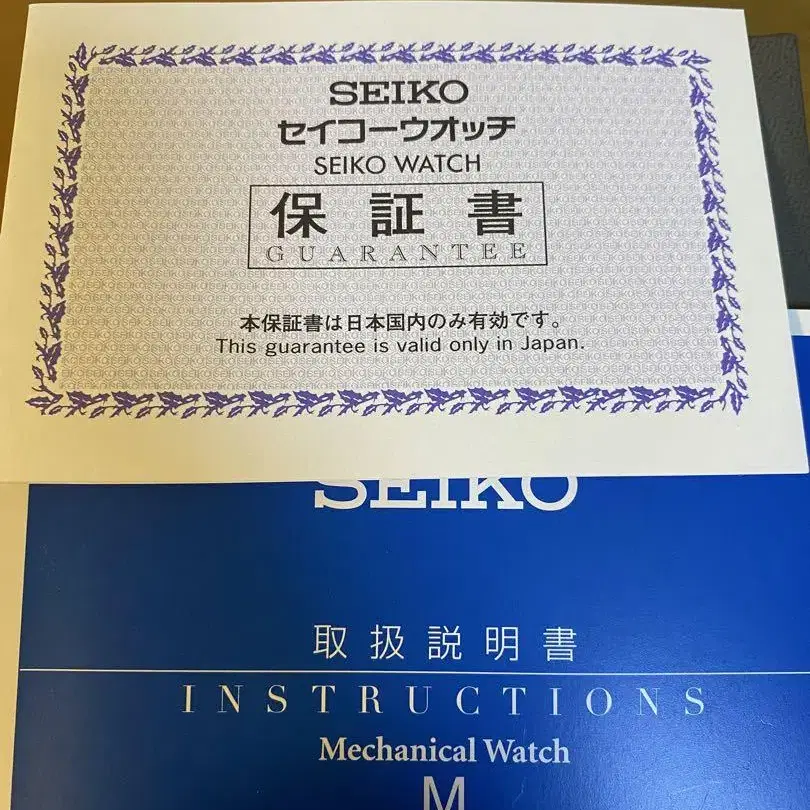 SEIKO
セイコーウオッチ
SEIKO WATCH
保証書
GUARANTEE
本保証書は日本国内のみ有効です。
This guarantee is valid only in Japan.
SEIKO
取扱説明書
INSTRUCTIONS
Mechanical Watch
M